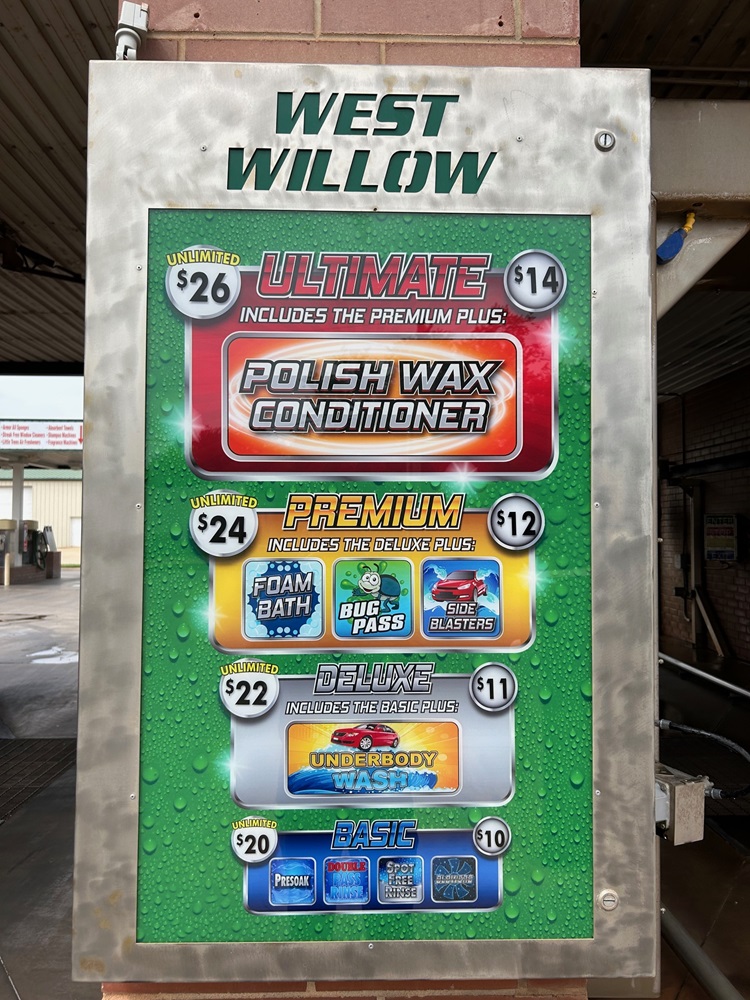 WEST
WILLOW
UNLIMITED
$26
ULTIMATE
$14
INCLUDES THE PREMIUM PLUS:
POLISH WAX
CONDITIONER
UNLIMITED
$24
PREMIUM
$12
INCLUDES THE DELUXE PLUS:
FOAM
BATH
BUG
PASS
SIDE
BLASTERS
UNLIMITED
$22
DELUXE
$11
INCLUDES THE BASIC PLUS:
UNDERBODY
WASH
UNLIMITED
$20
BASIC
$10
PRESOAK
DOUBLE
PASS
RINSE
SPOT
FREE
RINSE